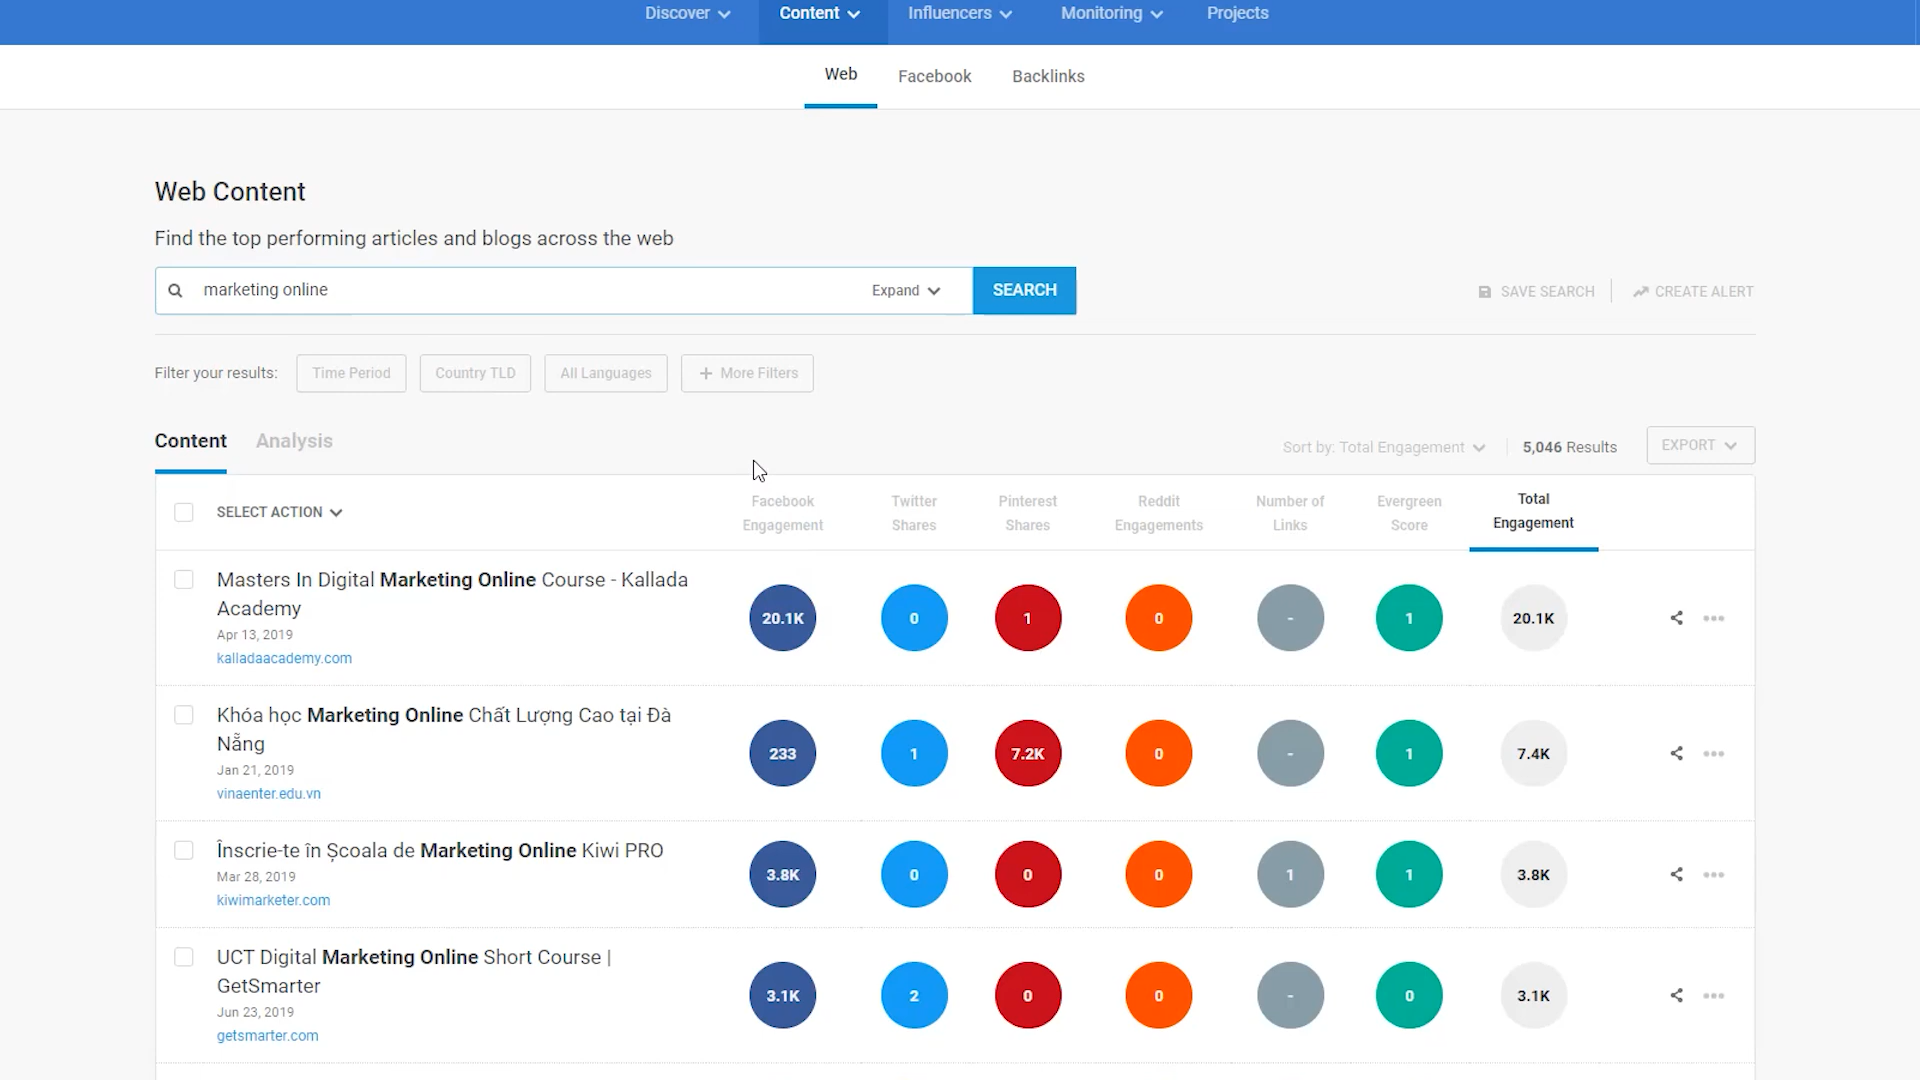 Discover Content Influencers Monitoring Projects
Web Facebook Backlinks
Web Content
Find the top performing articles and blogs across the web
marketing online Expand SEARCH SAVE SEARCH CREATE ALERT
Filter your results: Time Period Country TLD All Languages + More Filters
Content Analysis Sort by: Total Engagement 5,046 Results EXPORT
SELECT ACTION
Facebook Engagement
Twitter Shares
Pinterest Shares
Reddit Engagements
Number of Links
Evergreen Score
Total Engagement
Masters In Digital Marketing Online Course - Kallada
Academy
Apr 13, 2019
kalladaacademy.com
20.1K 0 1 0 - 1 20.1K
Khóa học Marketing Online Chất Lượng Cao tại Đà
Nẵng
Jan 21, 2019
vinaenter.edu.vn
233 1 7.2K 0 - 1 7.4K
Înscrie-te în Școala de Marketing Online Kiwi PRO
Mar 28, 2019
kiwimarketer.com
3.8K 0 0 0 1 1 3.8K
UCT Digital Marketing Online Short Course |
GetSmarter
Jun 23, 2019
getsmarter.com
3.1K 2 0 0 - 0 3.1K